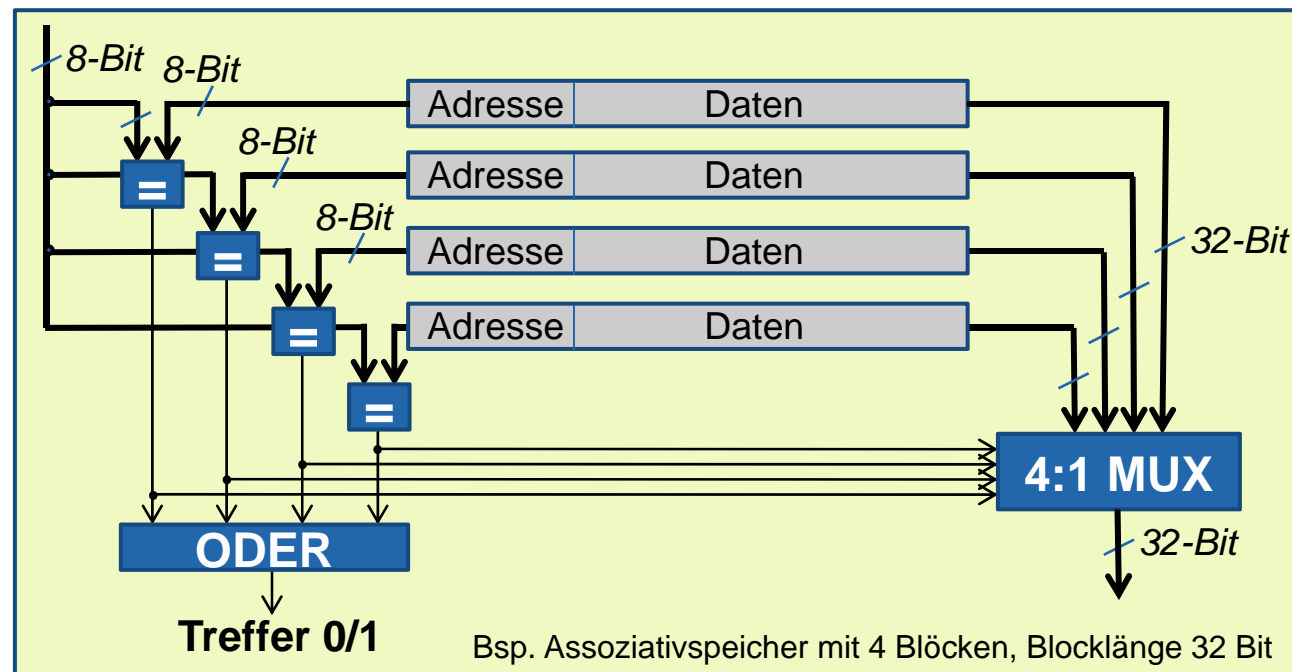 8-Bit
8-Bit
Adresse Daten
8-Bit
=
Adresse Daten
8-Bit
=
Adresse Daten
32-Bit
=
Adresse Daten
=
4:1 MUX
ODER
32-Bit
Treffer 0/1
Bsp. Assoziativspeicher mit 4 Blöcken, Blocklänge 32 Bit